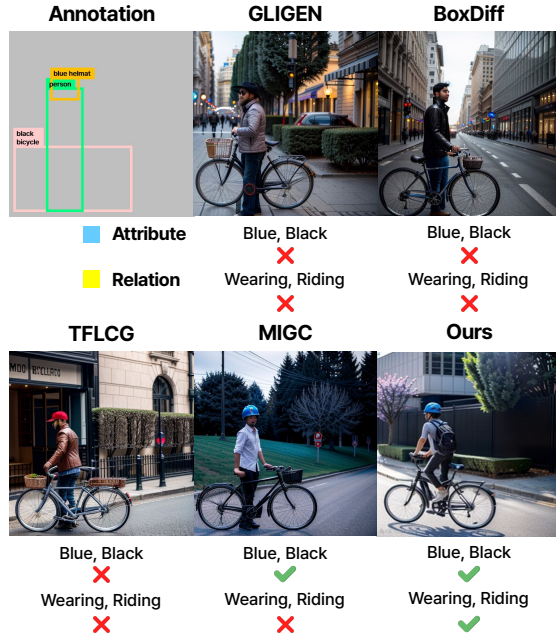 Annotation
GLIGEN
BoxDiff
blue helmat
person
black
bicycle
Attribute
Relation
Blue, Black
Wearing, Riding
Blue, Black
Wearing, Riding
TFLCG
MIGC
Ours
Blue, Black
Wearing, Riding
Blue, Black
Wearing, Riding
Blue, Black
Wearing, Riding